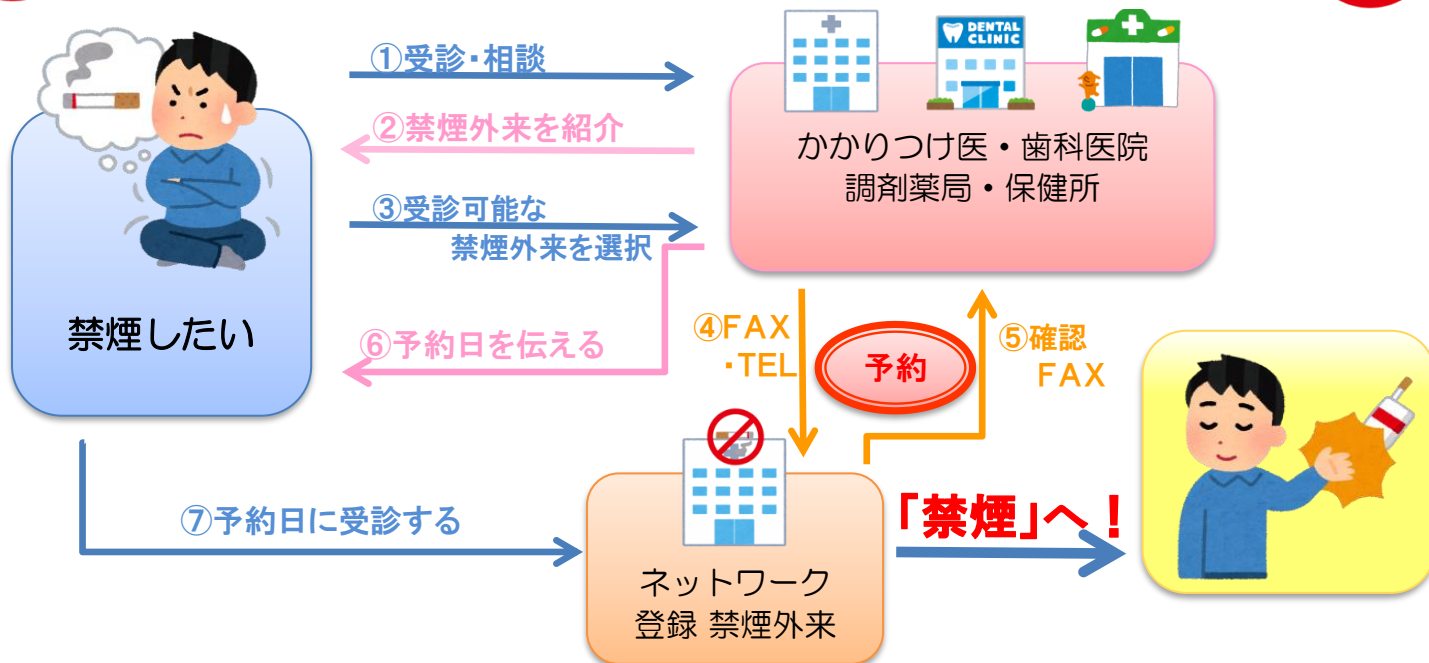 DENTAL
CLINIC
①受診・相談
②禁煙外来を紹介
かかりつけ医・歯科医院
調剤薬局・保健所
③受診可能な
禁煙外来を選択
禁煙したい
⑥予約日を伝える
④FAX
・TEL
予約
⑤確認
FAX
⑦予約日に受診する
「禁煙」へ！
ネットワーク
登録 禁煙外来